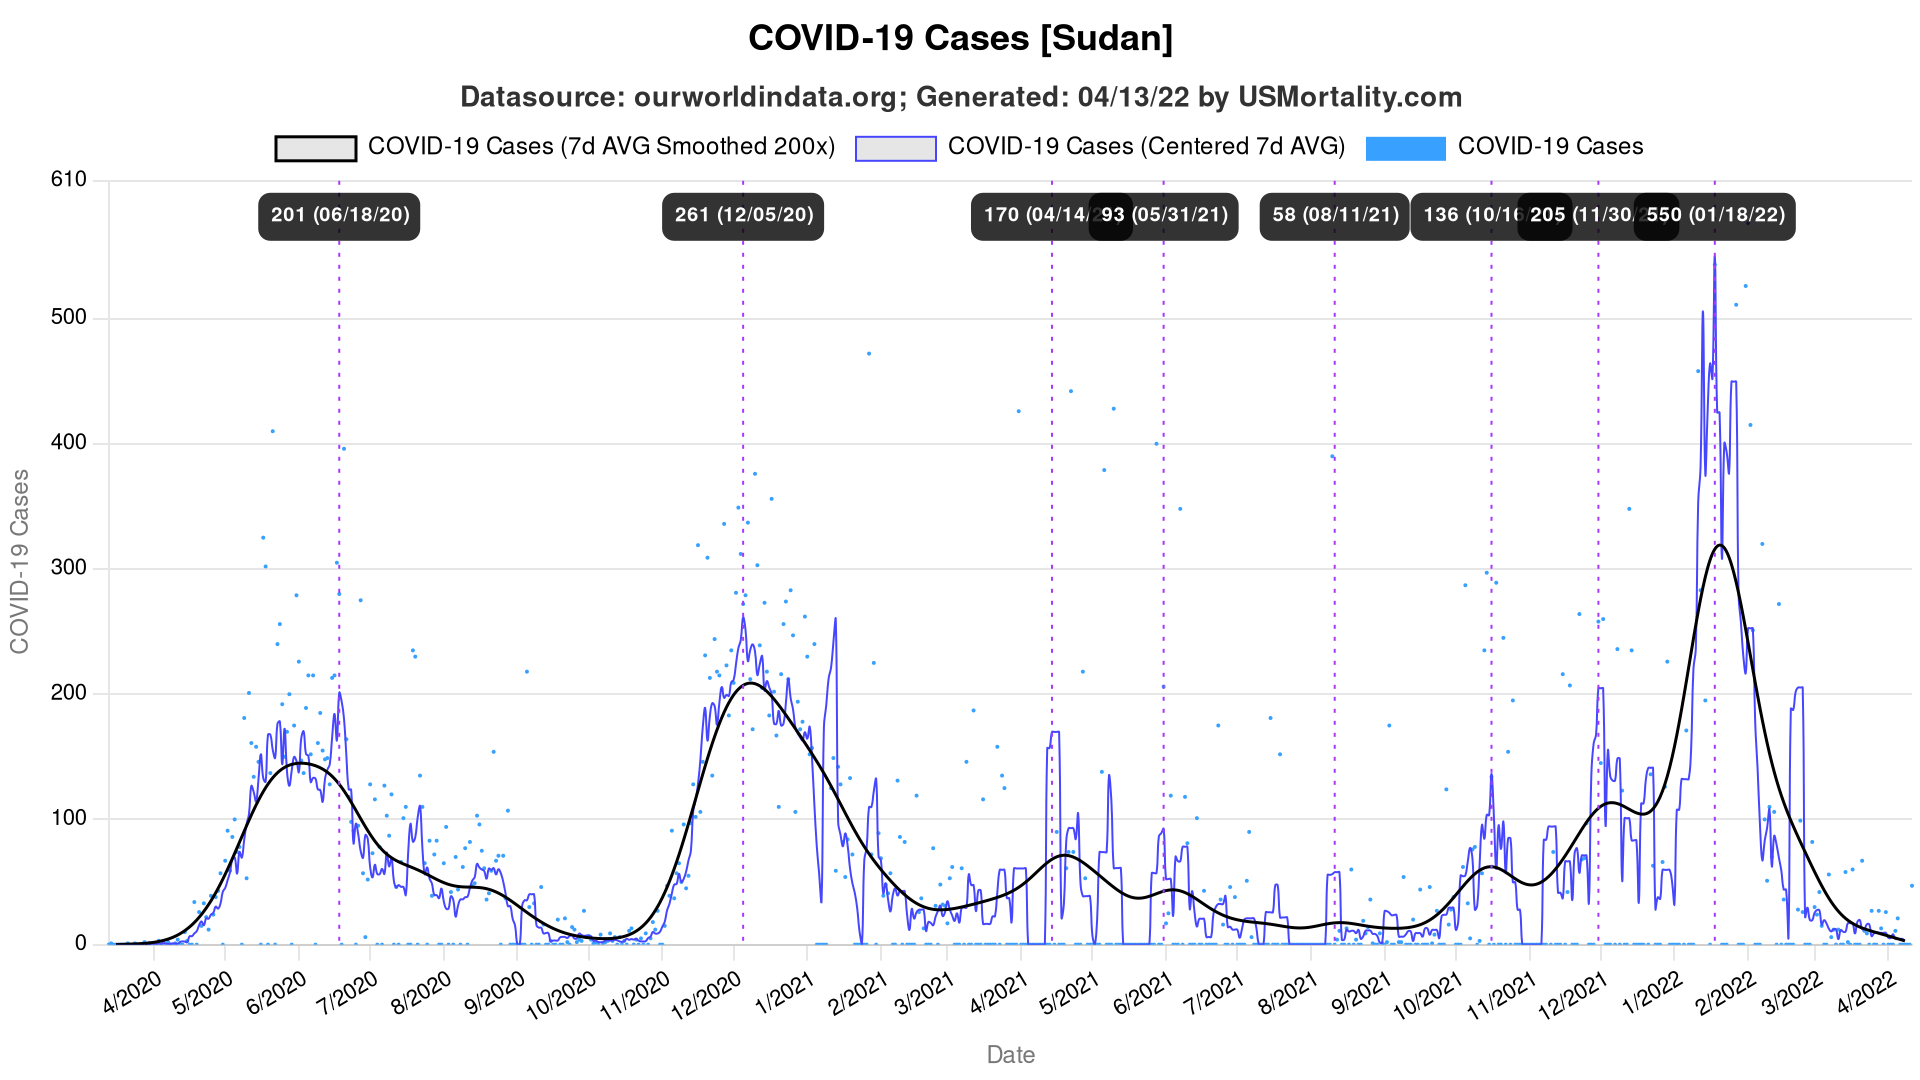 COVID-19 Cases [Sudan]
Datasource: ourworldindata.org; Generated: 04/13/22 by USMortality.com
COVID-19 Cases (7d AVG Smoothed 200x) COVID-19 Cases (Centered 7d AVG) COVID-19 Cases
610
201 (06/18/20) 261 (12/05/20) 170 (04/14/ 93 (05/31/21) 58 (08/11/21) 136 (10/16 205 (11/30/ 550 (01/18/22)
500
400
300
200
100
0
COVID-19 Cases
4/2020 5/2020 6/2020 7/2020 8/2020 9/2020 10/2020 11/2020 12/2020 1/2021 2/2021 3/2021 4/2021 5/2021 6/2021 7/2021 8/2021 9/2021 10/2021 11/2021 12/2021 1/2022 2/2022 3/2022 4/2022
Date